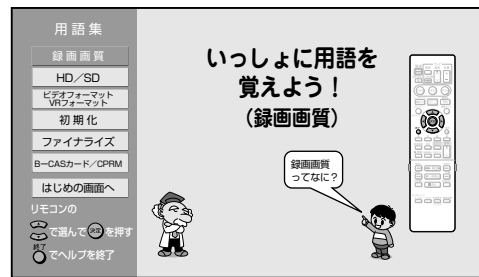 用語集
録画画質
HD／SD
ビデオフォーマット
VRフォーマット
初期化
ファイナライズ
B-CASカード／CPRM
はじめの画面へ
リモコンの
で選んで 決定 を押す
終了
でヘルプを終了
いっしょに用語を
覚えよう！
（録画画質）
録画画質
ってなに？